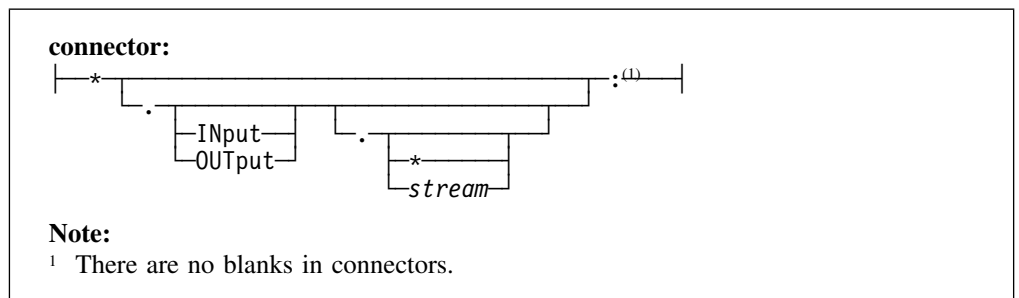 connector:
* :(1)
.
INput
OUTput .
*
stream
Note:
1 There are no blanks in connectors.